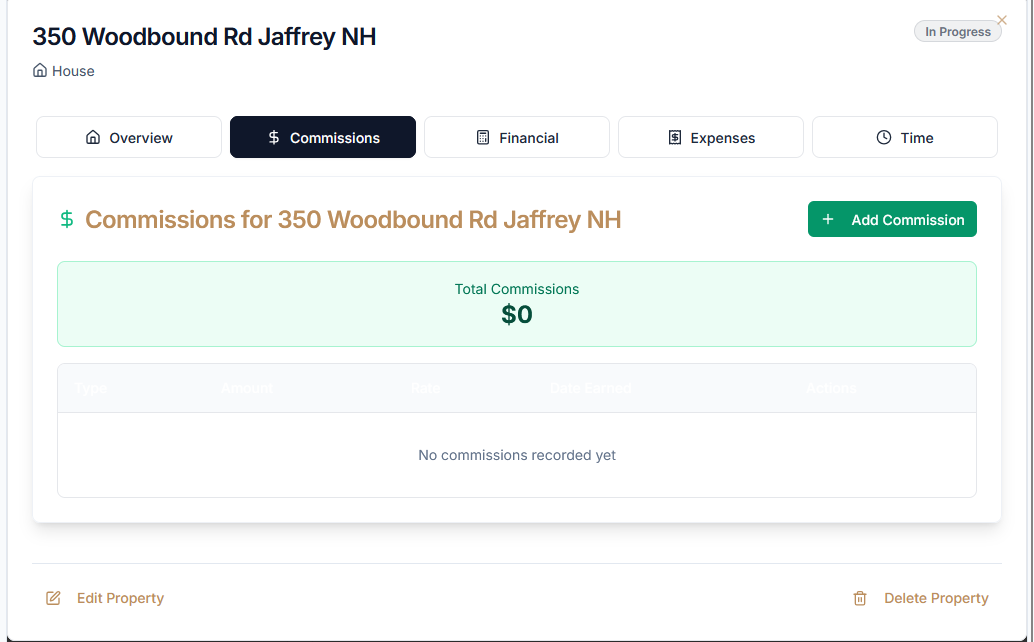 350 Woodbound Rd Jaffrey NH
In Progress
House
Overview
Commissions
Financial
Expenses
Time
$ Commissions for 350 Woodbound Rd Jaffrey NH
+ Add Commission
Total Commissions
$0
Type Amount Rate Date Earned Actions
No commissions recorded yet
Edit Property
Delete Property